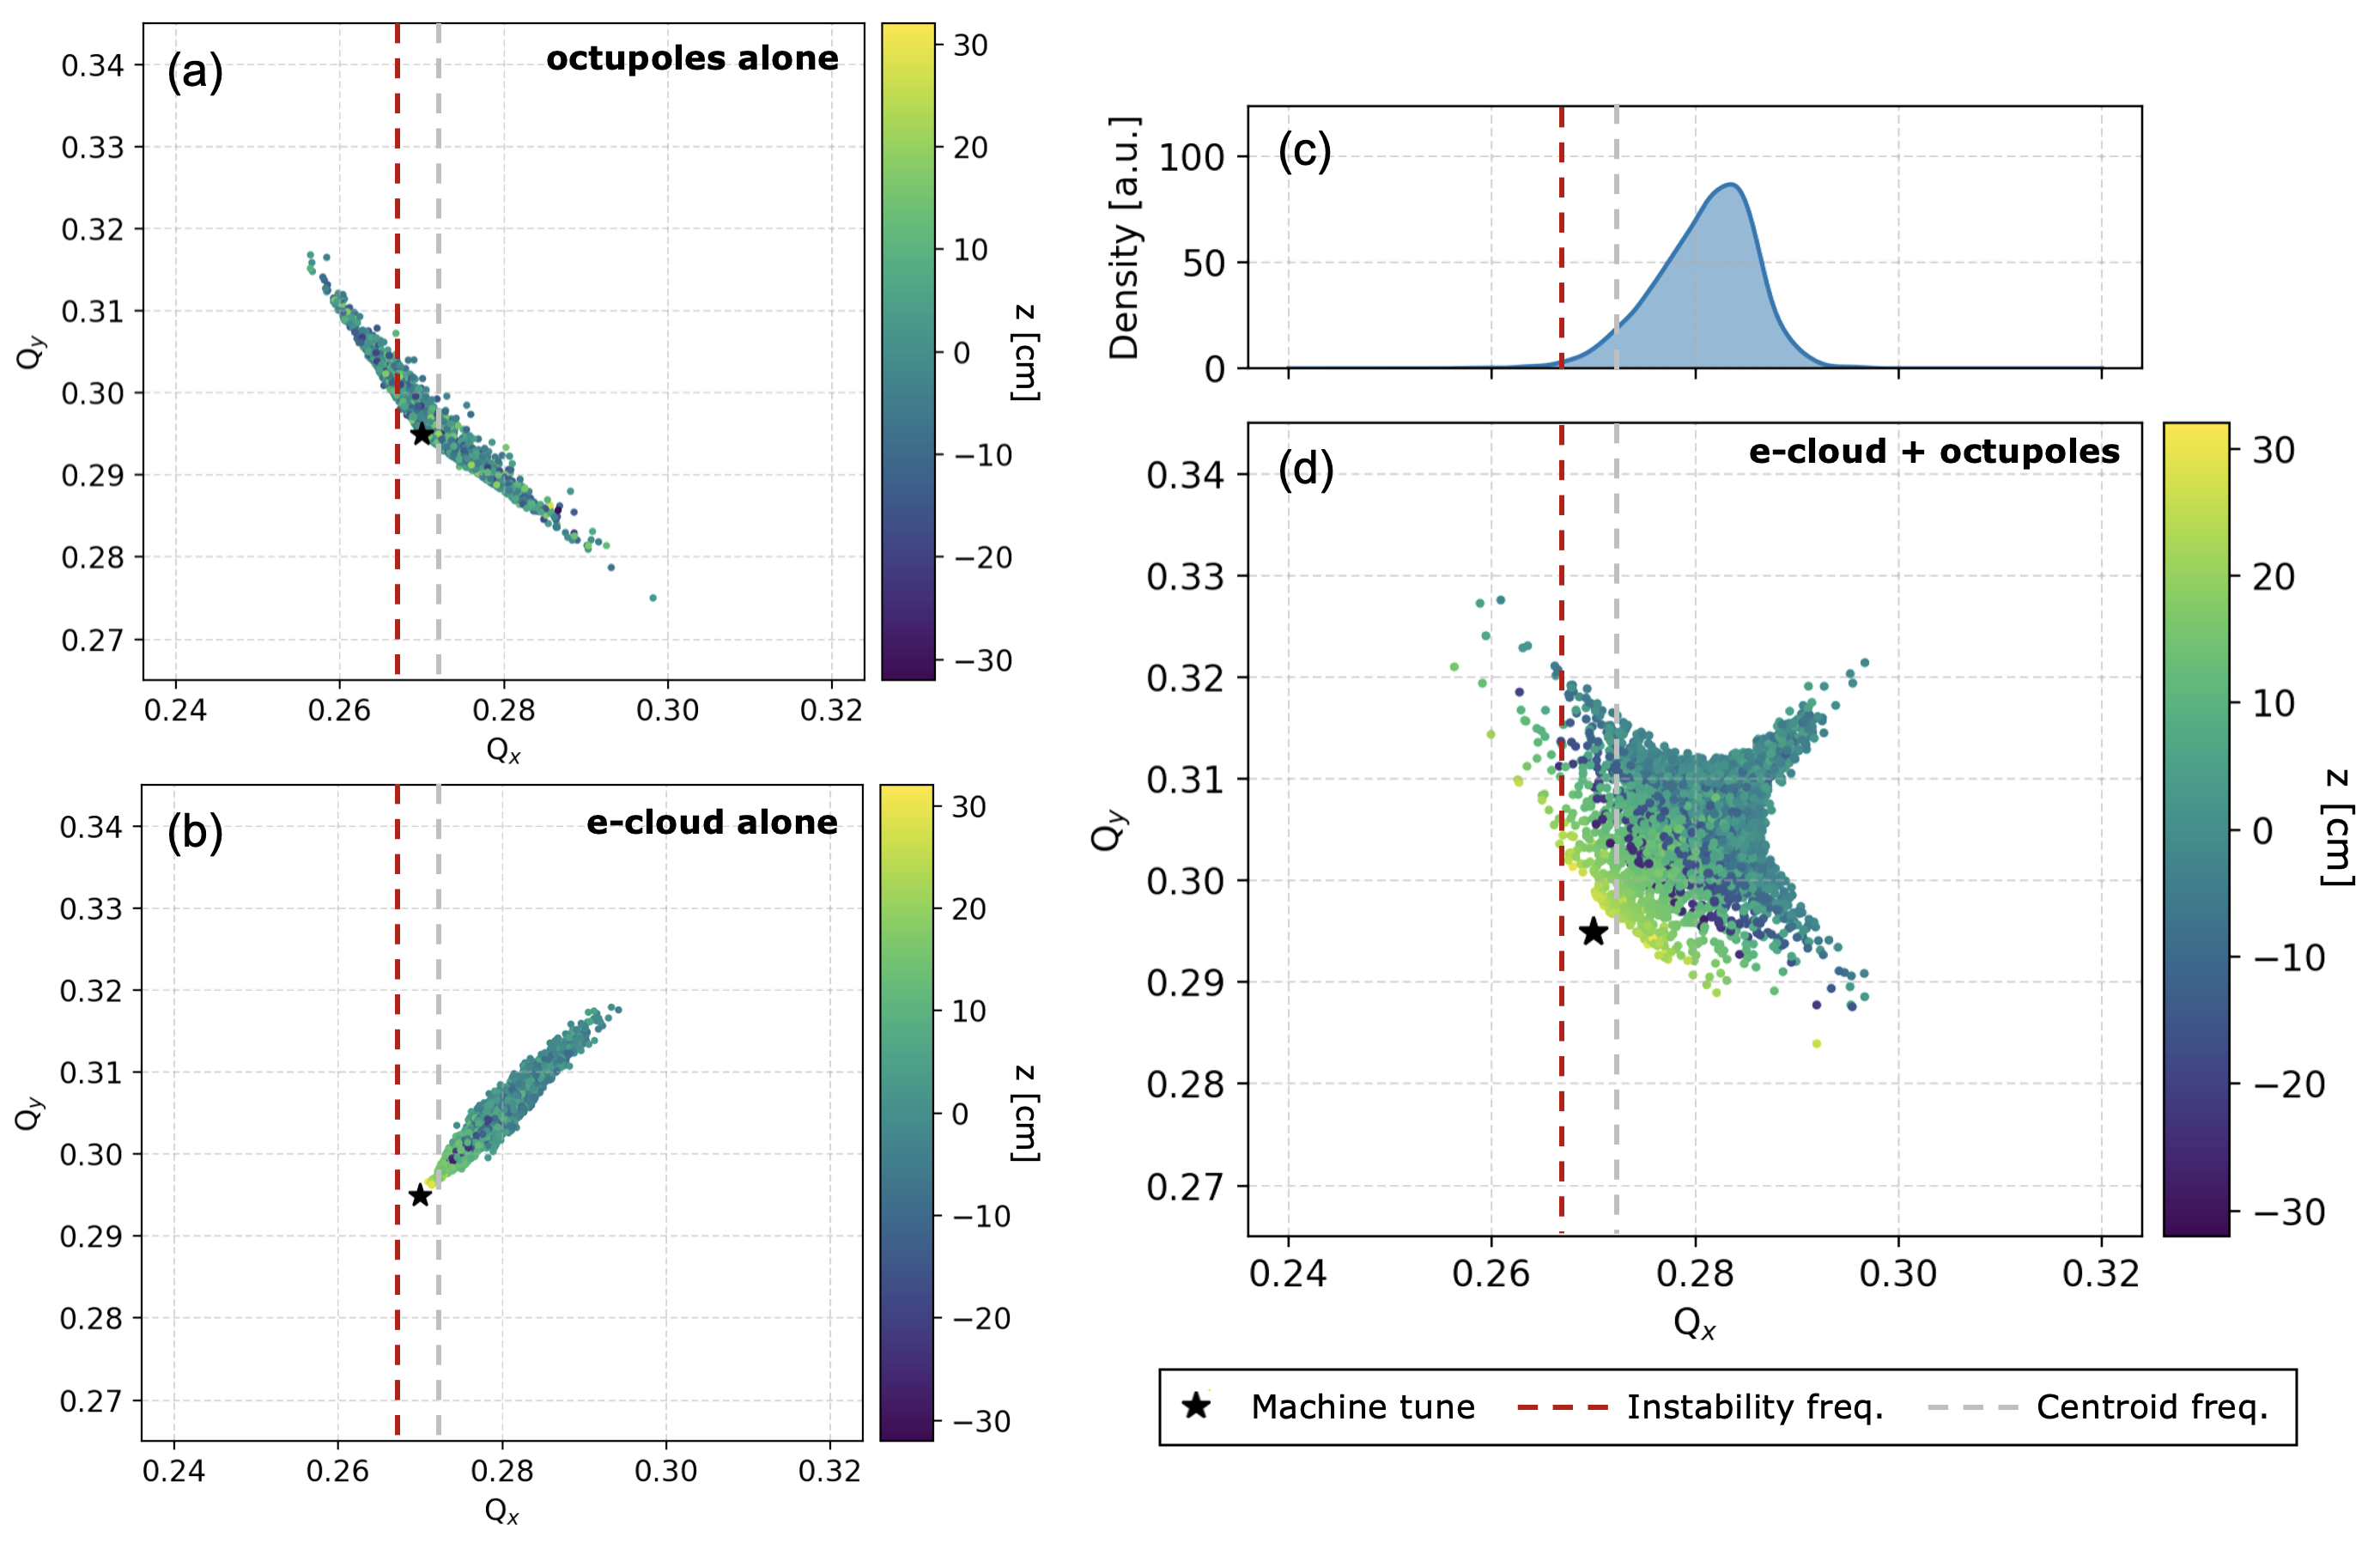 (a)
octupoles alone
0.34
0.33
0.32
0.31
0.30
0.29
0.28
0.27
Qy
0.24 0.26 0.28 0.30 0.32
Qx
30
20
10
0
−10
−20
−30
z [cm]
(b)
e-cloud alone
0.34
0.33
0.32
0.31
0.30
0.29
0.28
0.27
Qy
0.24 0.26 0.28 0.30 0.32
Qx
30
20
10
0
−10
−20
−30
z [cm]
(c)
Density [a.u.]
100
50
0
(d)
e-cloud + octupoles
0.34
0.33
0.32
0.31
0.30
0.29
0.28
0.27
Qy
0.24 0.26 0.28 0.30 0.32
Qx
30
20
10
0
−10
−20
−30
z [cm]
Machine tune Instability freq. Centroid freq.